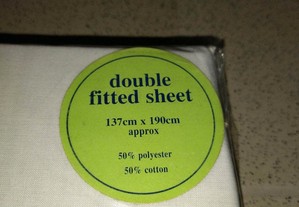 double
fitted sheet
137cm x 190cm
approx
50% polyester
50% cotton